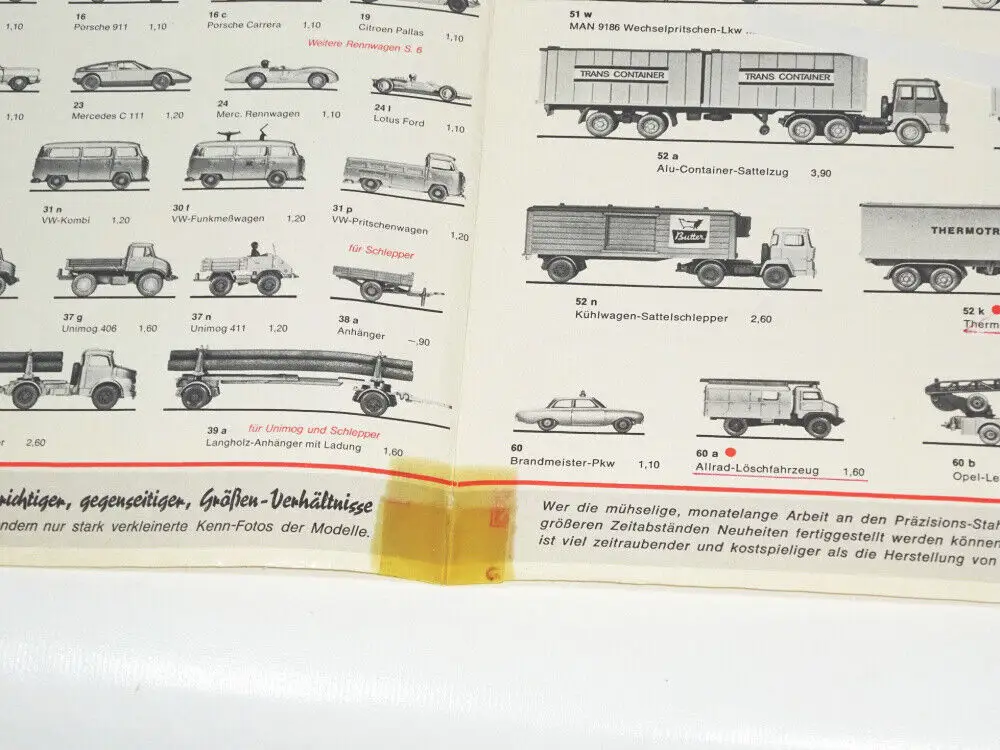 16
Porsche 911 1,10
16 c
Porsche Carrera 1,10
19
Citroen Pallas
1,10
1,10
Weitere Rennwagen S. 6
1,10
23
Mercedes C 111 1,20
24
Merc. Rennwagen 1,10
24 l
Lotus Ford 1,10
31 n
VW-Kombi 1,20
30 f
VW-Funkmeßwagen 1,20
31 p
VW-Pritschenwagen
1,20
für Schlepper
37 g
Unimog 406 1,60
37 n
Unimog 411 1,20
38 a
Anhänger —,90
2,60
39 a für Unimog und Schlepper
Langholz-Anhänger mit Ladung 1,60
richtiger, gegenseitiger, Größen-Verhältnisse
ndern nur stark verkleinerte Kenn-Fotos der Modelle.
51 w
MAN 9186 Wechselpritschen-Lkw ...
TRANS CONTAINER TRANS CONTAINER
52 a
Alu-Container-Sattelzug 3,90
Butter
THERMOTR
52 n
Kühlwagen-Sattelschlepper 2,60
52 k
Therm
60
Brandmeister-Pkw 1,10
60 a
Allrad-Löschfahrzeug 1,60
60 b
Opel-Le
Wer die mühselige, monatelange Arbeit an den Präzisions-Stah
größeren Zeitabständen Neuheiten fertiggestellt werden können
ist viel zeitraubender und kostspieliger als die Herstellung von